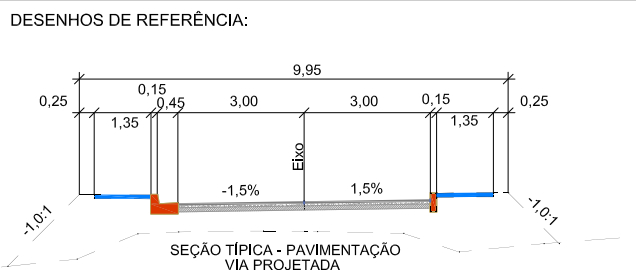 DESENHOS DE REFERÊNCIA:
9,95
0,25 0,15 0,45 3,00 3,00 0,15 0,25
1,35 1,35
Eixo
-1,5% 1,5%
-1,0:1 -1,0:1
SEÇÃO TÍPICA - PAVIMENTAÇÃO
VIA PROJETADA